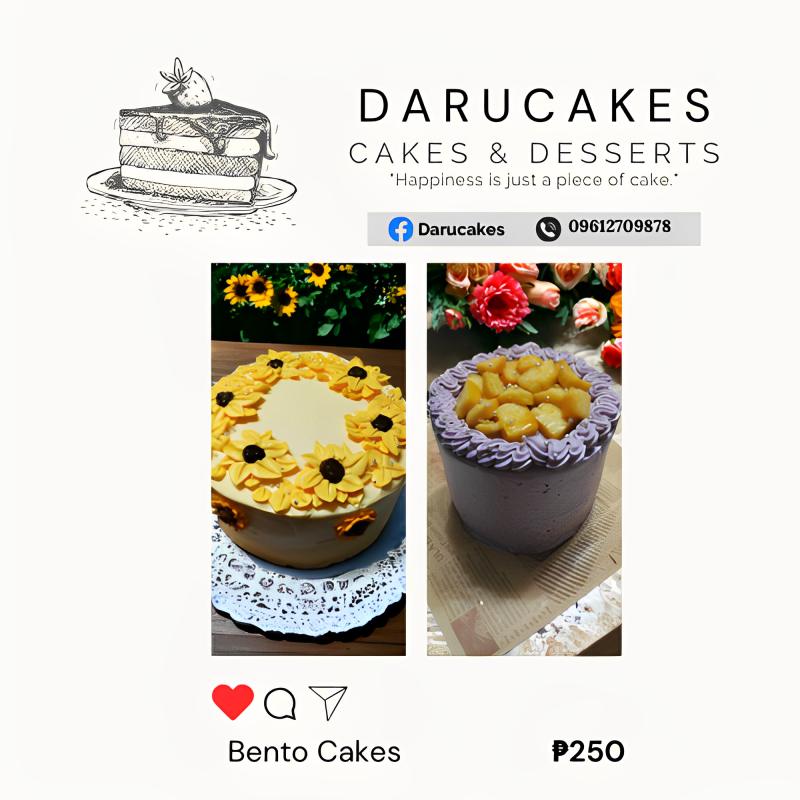 DARUCAKES
CAKES & DESSERTS
"Happiness is just a piece of cake."
Darucakes 09612709878
Bento Cakes ₱250